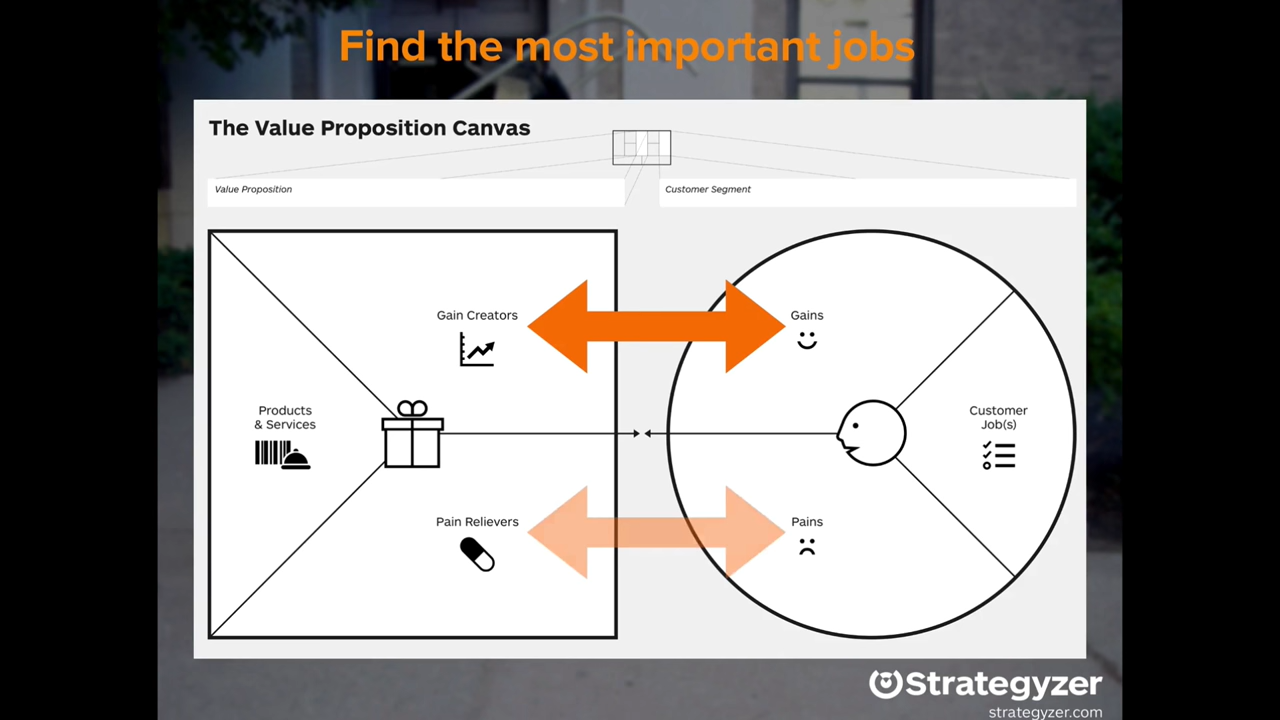 Find the most important jobs
The Value Proposition Canvas
Value Proposition
Customer Segment
Gain Creators
Gains
Products
& Services
Customer
Job(s)
Pain Relievers
Pains
Strategyzer
strategyzer.com